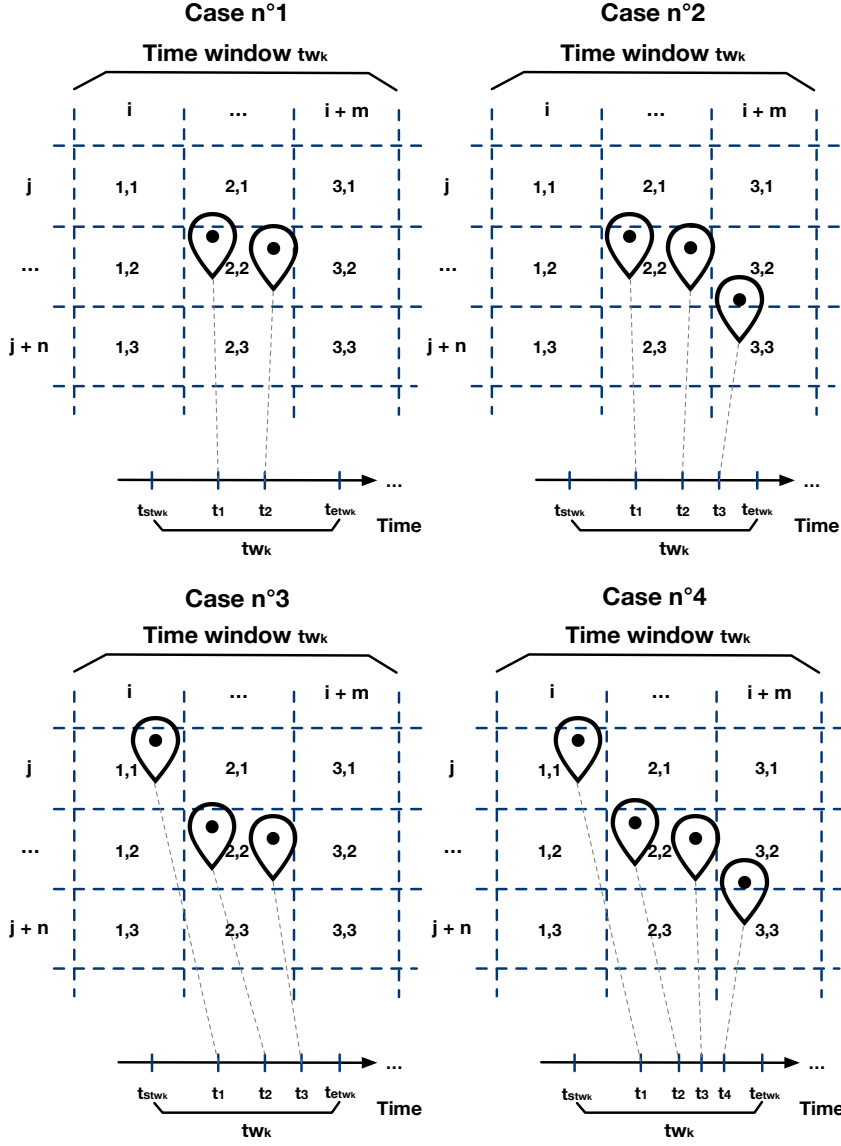 Case n°1
Time window twk
i ... i + m
j 1,1 2,1 3,1
... 1,2 2,2 3,2
j + n 1,3 2,3 3,3
...
tstwk t1 t2 tetwk Time
twk
Case n°2
Time window twk
i ... i + m
j 1,1 2,1 3,1
... 1,2 2,2 3,2
j + n 1,3 2,3 3,3
...
tstwk t1 t2 t3 tetwk Time
twk
Case n°3
Time window twk
i ... i + m
j 1,1 2,1 3,1
... 1,2 2,2 3,2
j + n 1,3 2,3 3,3
...
tstwk t1 t2 t3 tetwk Time
twk
Case n°4
Time window twk
i ... i + m
j 1,1 2,1 3,1
... 1,2 2,2 3,2
j + n 1,3 2,3 3,3
...
tstwk t1 t2 t3 t4 tetwk Time
twk